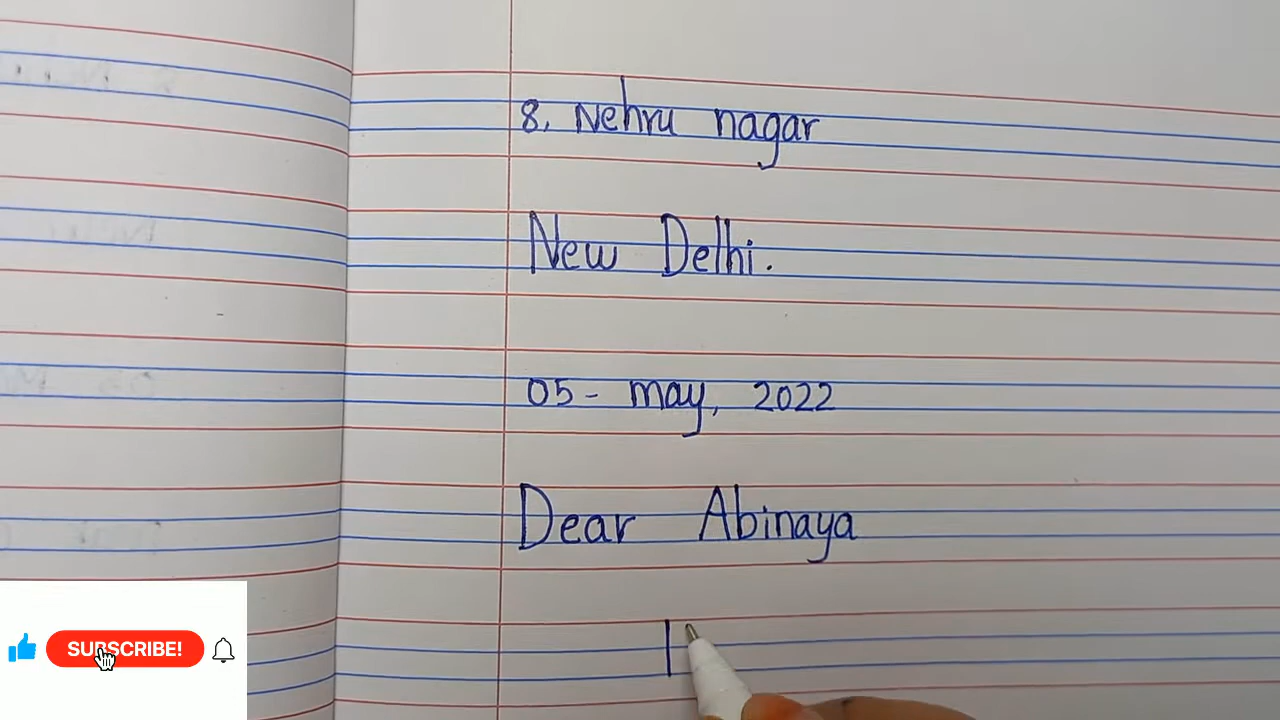 8, Nehru nagar
New Delhi.
05 - may, 2022
Dear Abinaya
SUBSCRIBE!